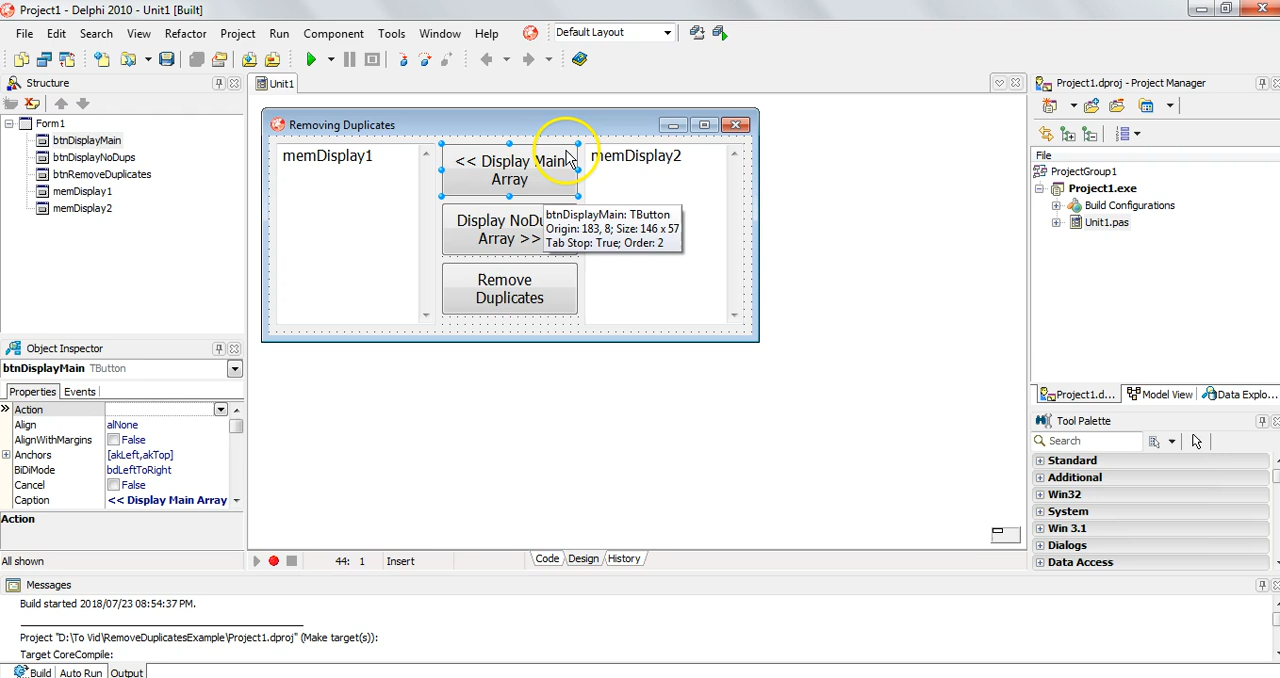 Project1 - Delphi 2010 - Unit1 [Built]
File Edit Search View Refactor Project Run Component Tools Window Help Default Layout
Structure
Form1
btnDisplayMain
btnDisplayNoDups
btnRemoveDuplicates
memDisplay1
memDisplay2
Object Inspector
btnDisplayMain TButton
Properties Events
Action
Align alNone
AlignWithMargins False
Anchors [akLeft,akTop]
BiDiMode bdLeftToRight
Cancel False
Caption << Display Main Array
Action
All shown
Unit1
Removing Duplicates
memDisplay1
<< Display Main
Array
memDisplay2
Display NoDu
Array >>
btnDisplayMain: TButton
Origin: 183, 8; Size: 146 x 57
Tab Stop: True; Order: 2
Remove
Duplicates
44: 1 Insert Code Design History
Project1.dproj - Project Manager
File
ProjectGroup1
Project1.exe
Build Configurations
Unit1.pas
Project1.d... Model View Data Explo...
Tool Palette
Search
Standard
Additional
Win32
System
Win 3.1
Dialogs
Data Access
Messages
Build started 2018/07/23 08:54:37 PM.
Project "D:\To Vid\RemoveDuplicatesExample\Project1.dproj" (Make target(s)):
Target CoreCompile:
Build Auto Run Output